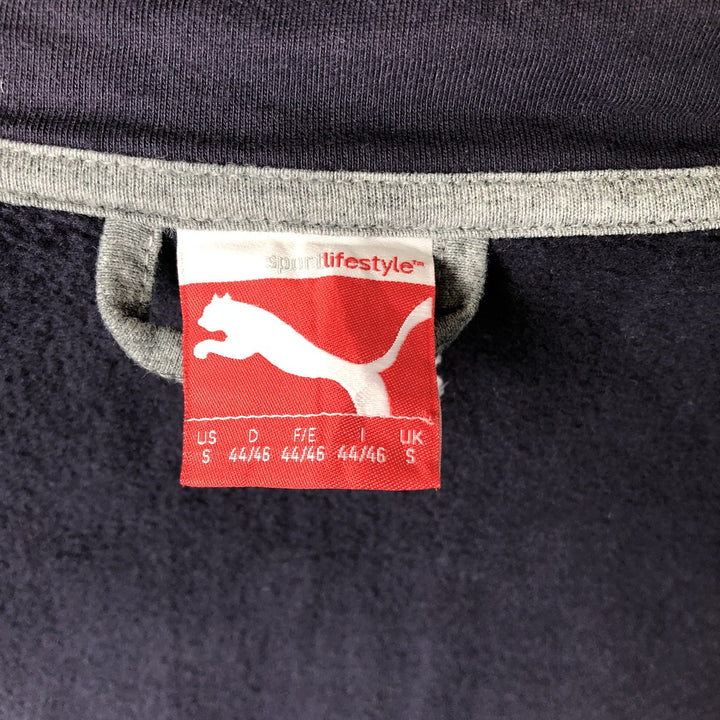 sportlifestyle™
US D F/E I UK
S 44/46 44/46 44/46 S